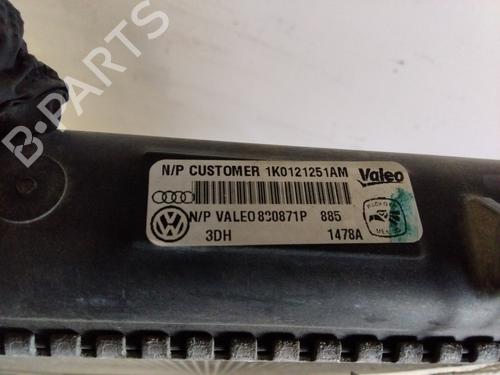 B-PARTS
N/P CUSTOMER 1K0121251AM Valeo
N/P VALEO 830871P 885
3DH 1478A